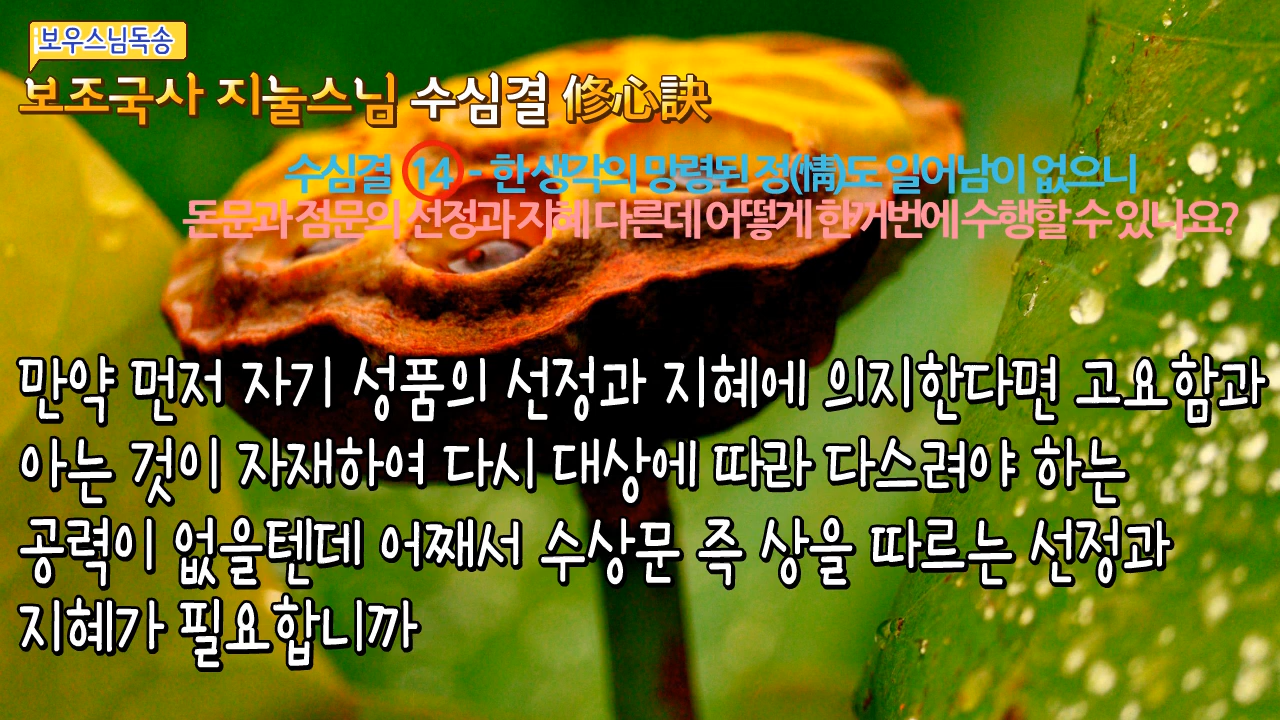 보우스님독송
보조국사 지눌스님 수심결 修心訣
수심결 14 - 한 생각의 망령된 정(情)도 일어남이 없으니
돈문과 점문의 선정과 지혜 다른데 어떻게 한꺼번에 수행할 수 있나요?
만약 먼저 자기 성품의 선정과 지혜에 의지한다면 고요함과
아는 것이 자재하여 다시 대상에 따라 다스려야 하는
공력이 없을텐데 어째서 수상문 즉 상을 따르는 선정과
지혜가 필요합니까